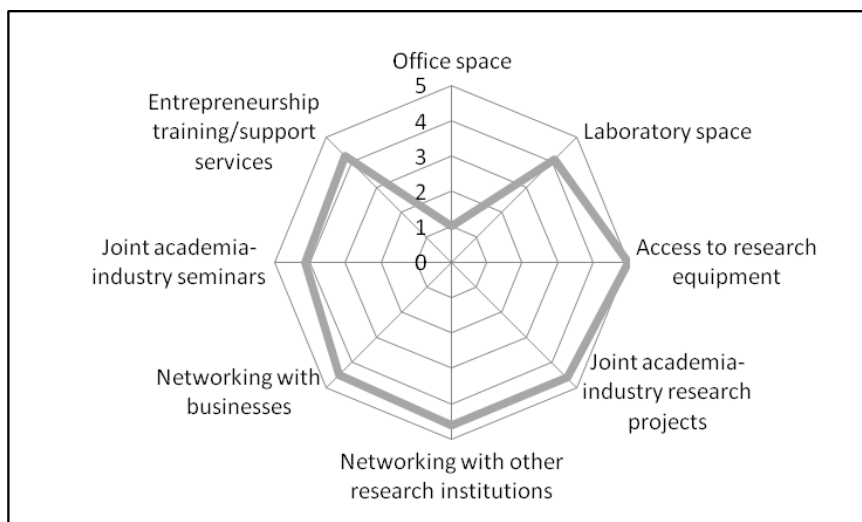 Office space
5
4
3
2
1
0
Laboratory space
Access to research
equipment
Joint academia-
industry research
projects
Networking with other
research institutions
Networking with
businesses
Joint academia-
industry seminars
Entrepreneurship
training/support
services